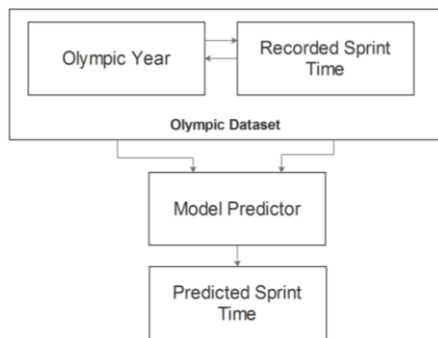 Olympic Year
Recorded Sprint
Time
Olympic Dataset
Model Predictor
Predicted Sprint
Time